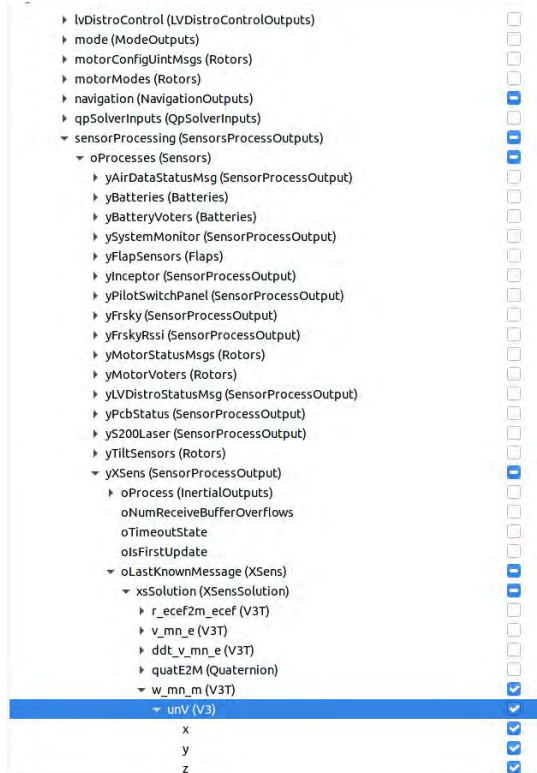 lvDistroControl (LVDistroControlOutputs)
mode (ModeOutputs)
motorConfigUintMsgs (Rotors)
motorModes (Rotors)
navigation (NavigationOutputs)
qpSolverInputs (QpSolverInputs)
sensorProcessing (SensorsProcessOutputs)
oProcesses (Sensors)
yAirDataStatusMsg (SensorProcessOutput)
yBatteries (Batteries)
yBatteryVoters (Batteries)
ySystemMonitor (SensorProcessOutput)
yFlapSensors (Flaps)
yInceptor (SensorProcessOutput)
yPilotSwitchPanel (SensorProcessOutput)
yFrsky (SensorProcessOutput)
yFrskyRssi (SensorProcessOutput)
yMotorStatusMsgs (Rotors)
yMotorVoters (Rotors)
yLVDistroStatusMsg (SensorProcessOutput)
yPcbStatus (SensorProcessOutput)
yS200Laser (SensorProcessOutput)
yTiltSensors (Rotors)
yXSens (SensorProcessOutput)
oProcess (InertialOutputs)
oNumReceiveBufferOverflows
oTimeoutState
oIsFirstUpdate
oLastKnownMessage (XSens)
xsSolution (XSensSolution)
r_ecef2m_ecef (V3T)
v_mn_e (V3T)
ddt_v_mn_e (V3T)
quatE2M (Quaternion)
w_mn_m (V3T)
unV (V3)
x
y
z